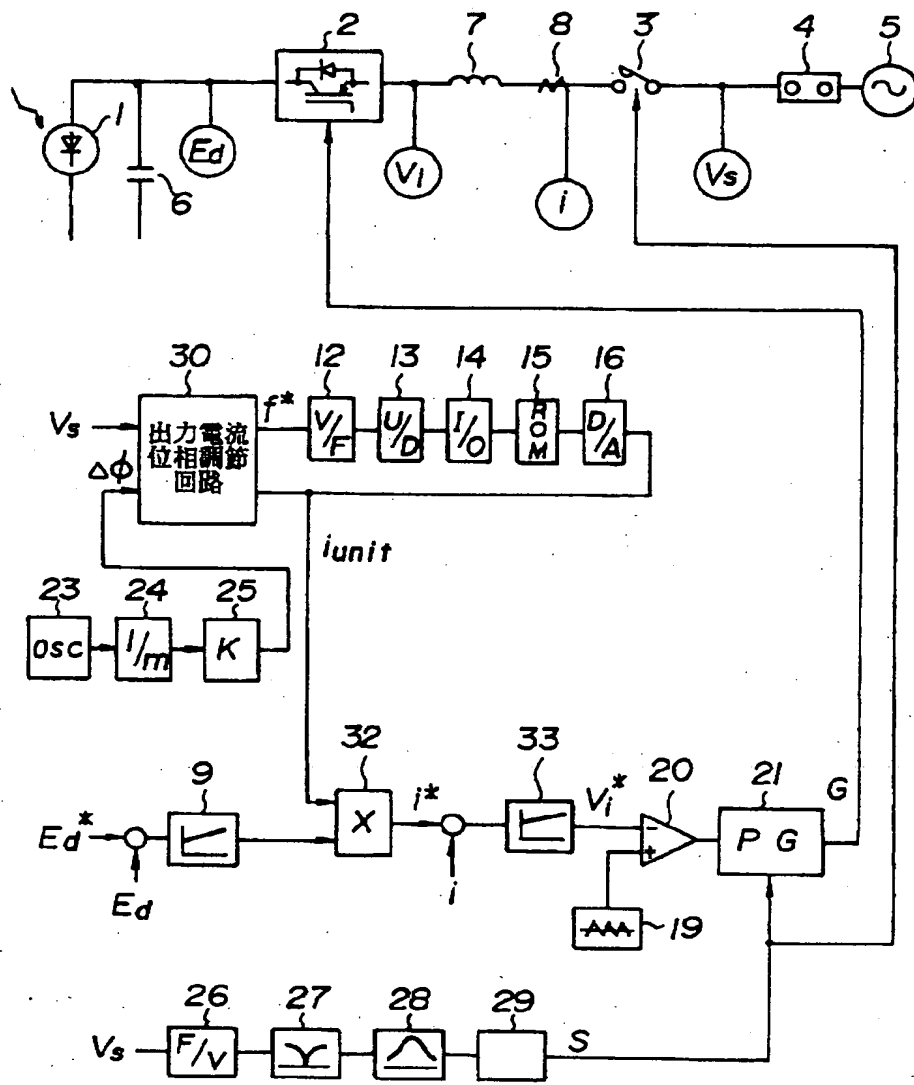 2
7
8
3
4
5
1
6
Ed
V1
i
Vs
30
12
13
14
15
16
Vs
出力電流
位相調節
回路
f*
V/F
U/D
I/O
ROM
D/A
Δϕ
iunit
23
24
25
osc
1/m
K
32
33
9
i*
Vi*
20
21
G
Ed*
X
P G
Ed
i
19
26
27
28
29
Vs
F/V
S